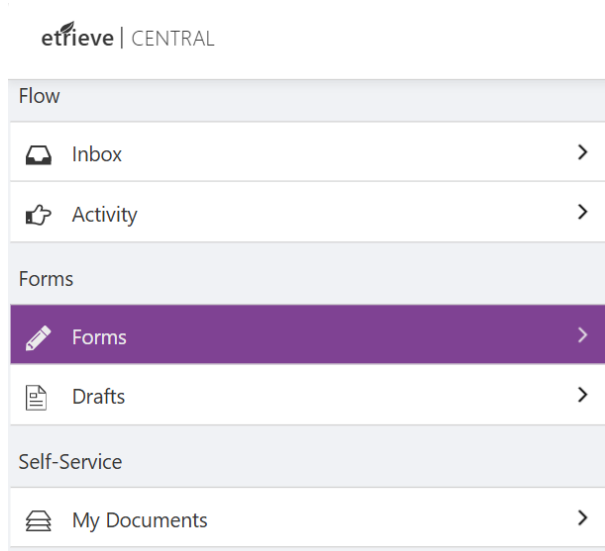 etrieve | CENTRAL
Flow
Inbox
Activity
Forms
Forms
Drafts
Self-Service
My Documents